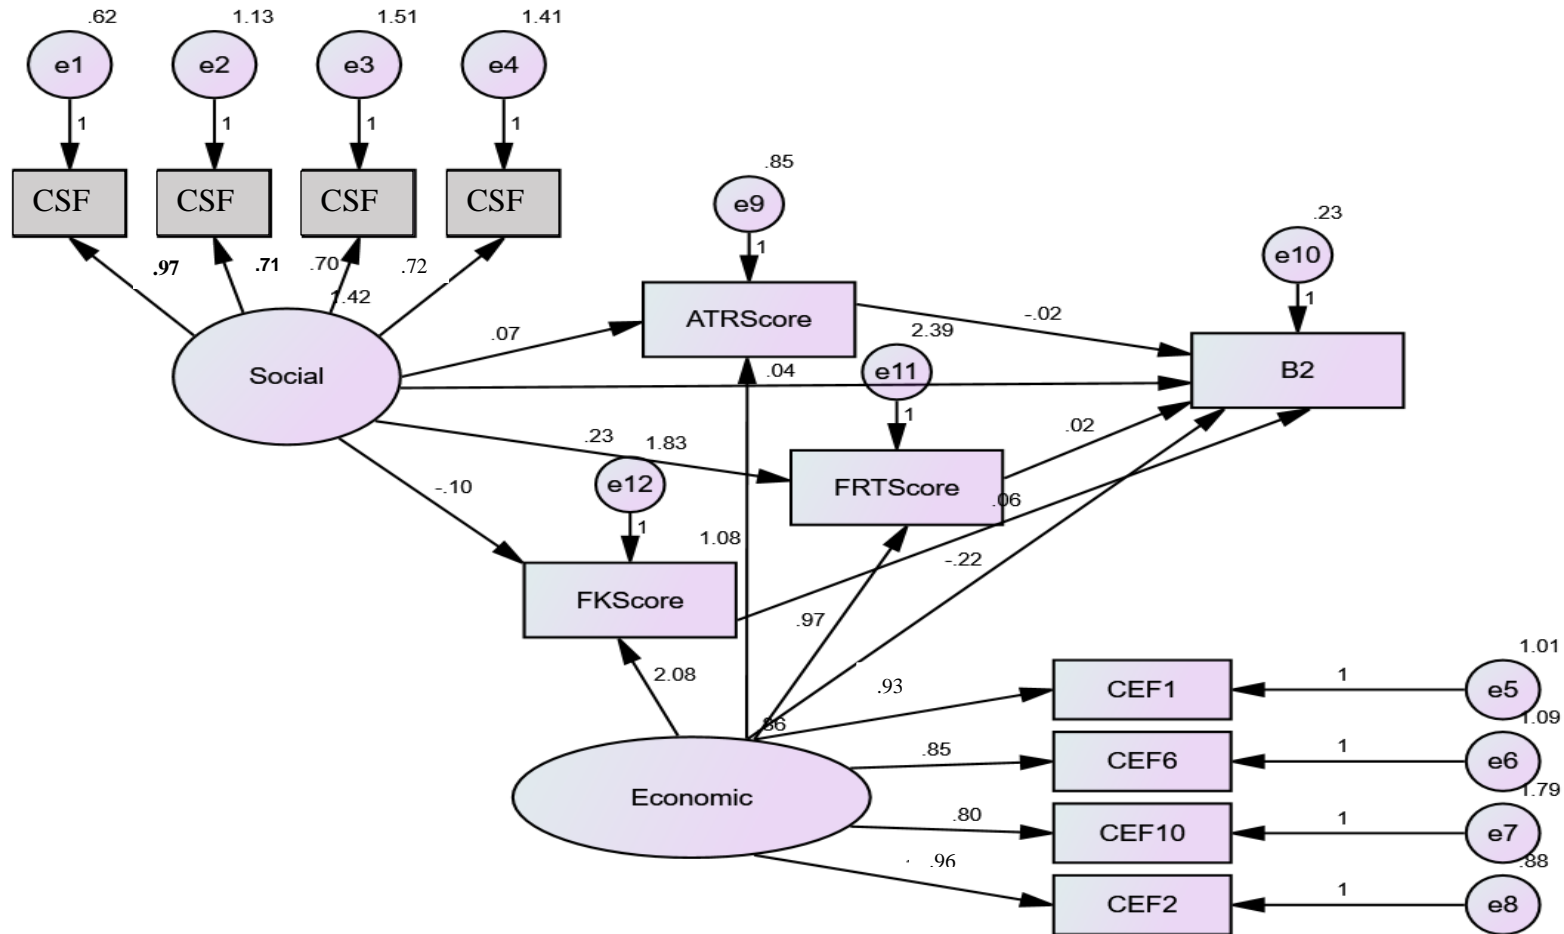 .62 1.13 1.51 1.41
e1 e2 e3 e4
1 1 1 1
CSF CSF CSF CSF
.97 .71 .70 .72
1.42
Social
.85
e9
1
ATRScore
.07
-.02
.23
e10
1
B2
2.39
e11
1
.04
.23
1.83
e12
1
FRTScore
.02
.06
-.10
1.08
-.22
FKScore
.97
2.08
.86
Economic
.93
CEF1
1
1.01
e5
.85
CEF6
1
1.09
e6
.80
CEF10
1
1.79
e7
.96
CEF2
1
.88
e8